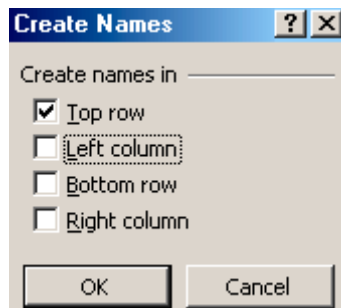 Create Names ? ×
Create names in
Top row
Left column
Bottom row
Right column
OK Cancel